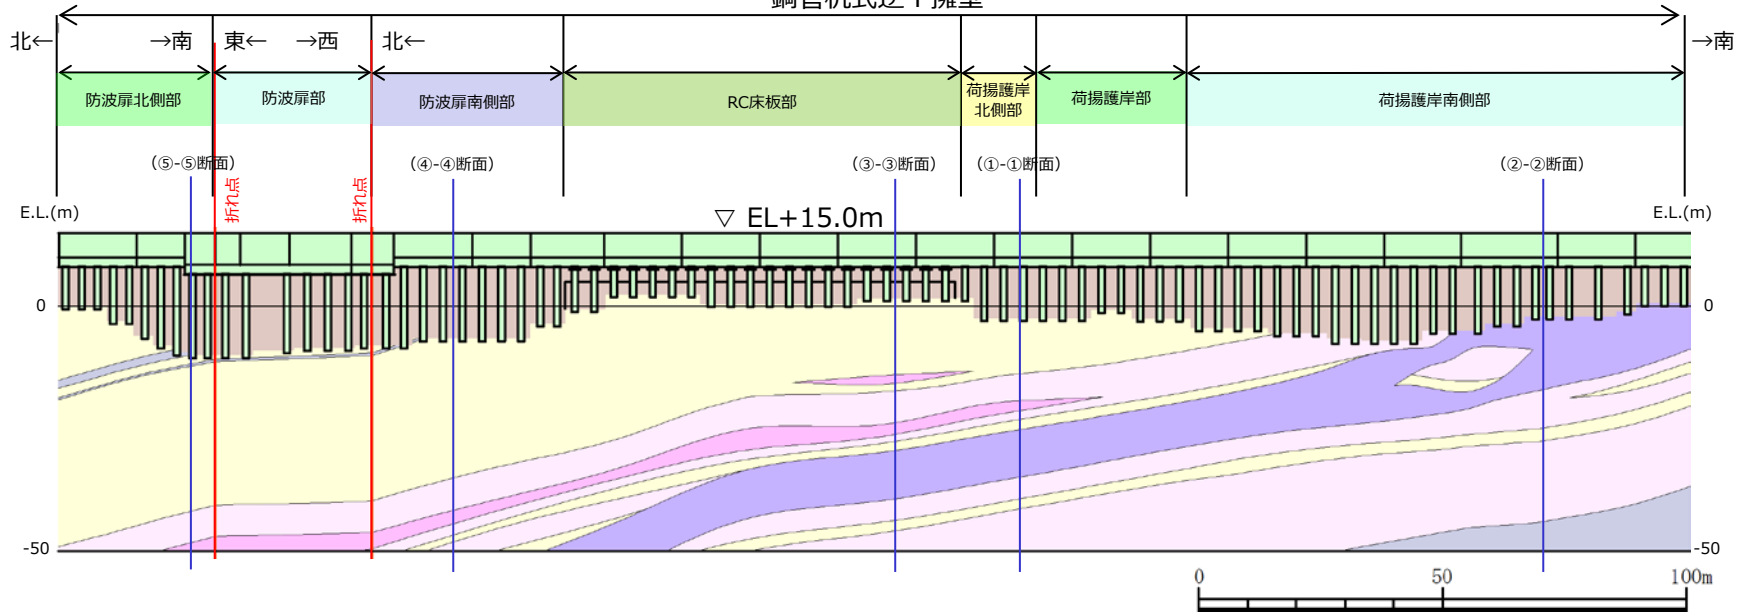 北← →南 東← →西 北← →南
防波扉北側部
防波扉部
防波扉南側部
RC床板部
荷揚護岸
北側部
荷揚護岸部
荷揚護岸南側部
(⑤-⑤断面)
(④-④断面)
(③-③断面)
(①-①断面)
(②-②断面)
折れ点
折れ点
E.L.(m)
▽ EL+15.0m
E.L.(m)
0
0
-50
-50
0 50 100m